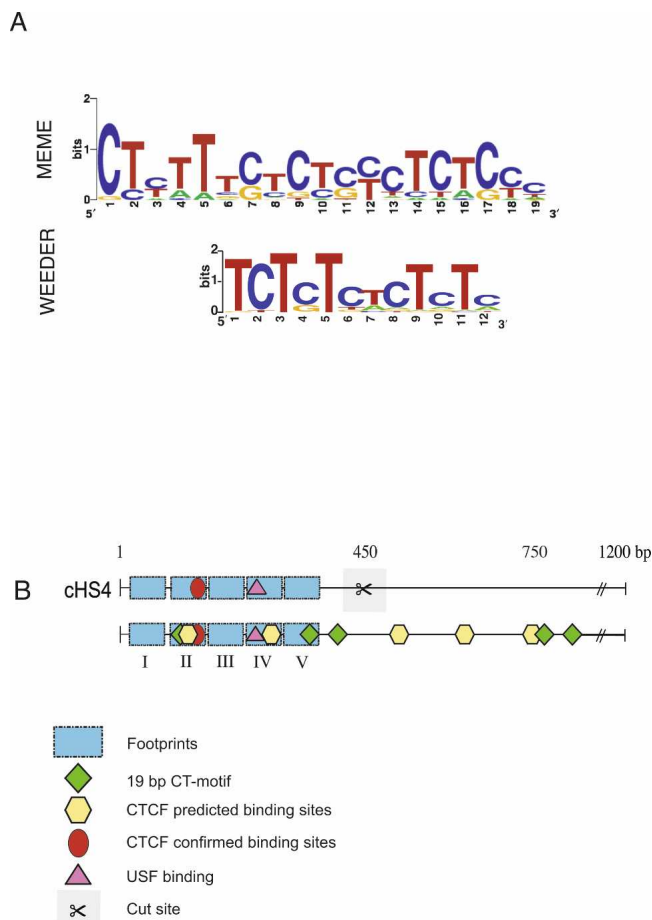 A
MEME
bits
2
1
0
CTCTTTCTCTCCCTCTCCC
5′ 1 2 3 4 5 6 7 8 9 10 11 12 13 14 15 16 17 18 19 3′
WEEDER
bits
2
1
0
TCTCTCTCTCTC
5′ 1 2 3 4 5 6 7 8 9 10 11 12 3′
1 450 750 1200 bp
B
cHS4
I II III IV V
Footprints
19 bp CT-motif
CTCF predicted binding sites
CTCF confirmed binding sites
USF binding
Cut site